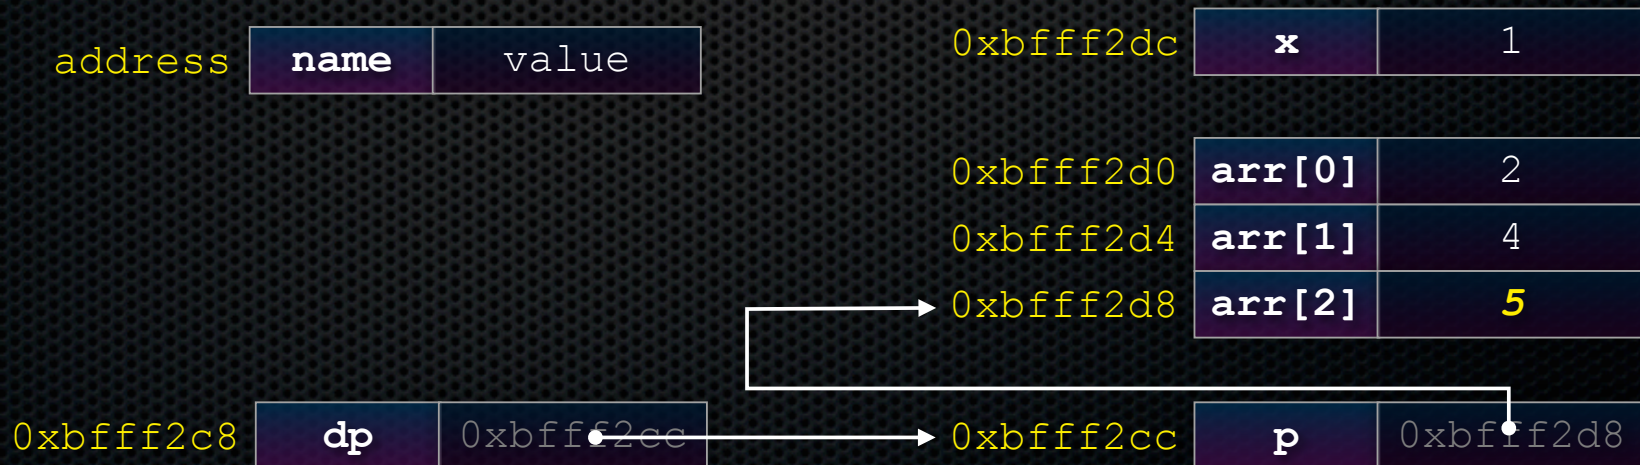 address name value
0xbfff2dc x 1
0xbfff2d0 arr[0] 2
0xbfff2d4 arr[1] 4
0xbfff2d8 arr[2] 5
0xbfff2c8 dp 0xbfff2cc
0xbfff2cc p 0xbfff2d8